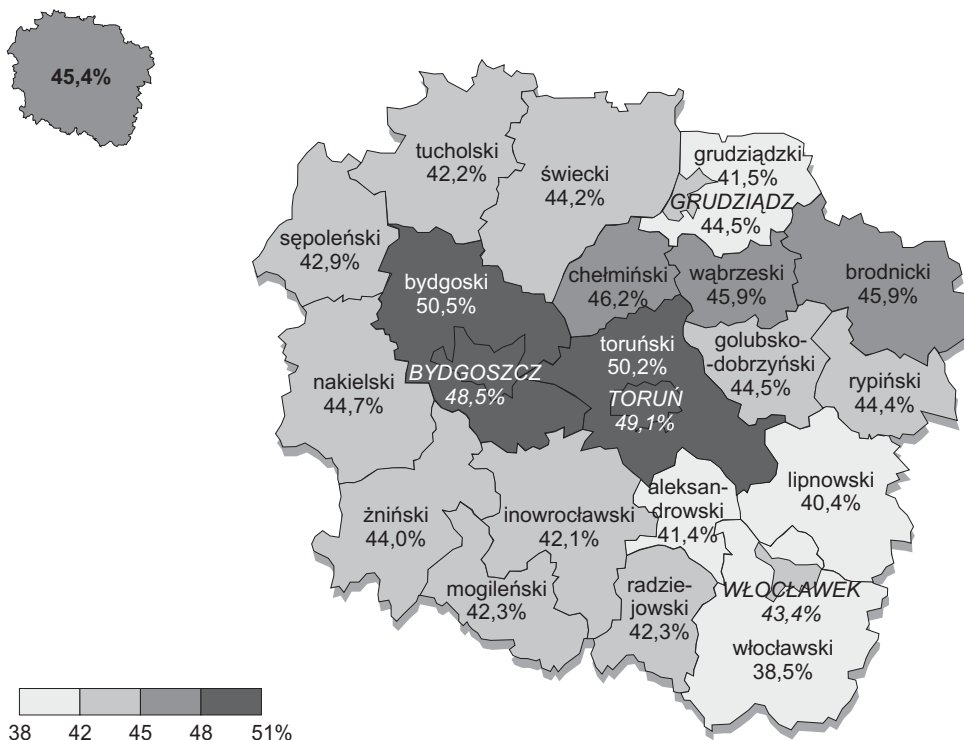 45,4%
tucholski
42,2%
świecki
44,2%
grudziądzki
41,5%
GRUDZIĄDZ
44,5%
sępoleński
42,9%
bydgoski
50,5%
chełmiński
46,2%
wąbrzeski
45,9%
brodnicki
45,9%
nakielski
44,7%
BYDGOSZCZ
48,5%
toruński
50,2%
TORUŃ
49,1%
golubsko-
-dobrzyński
44,5%
rypiński
44,4%
żniński
44,0%
inowrocławski
42,1%
aleksan-
drowski
41,4%
lipnowski
40,4%
mogileński
42,3%
radzie-
jowski
42,3%
WŁOCŁAWEK
43,4%
włocławski
38,5%
38 42 45 48 51%